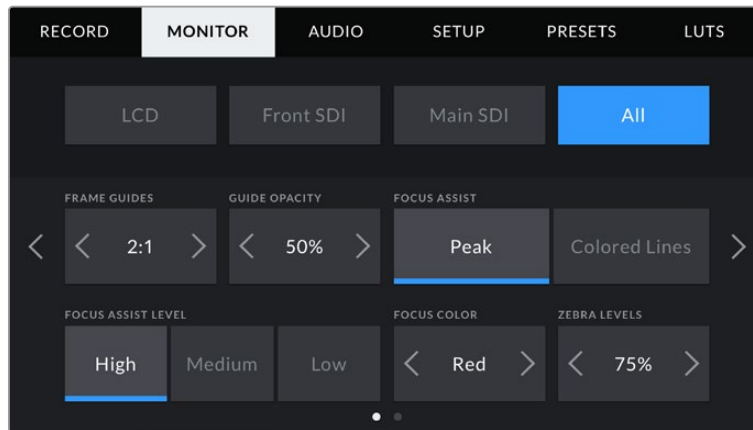 RECORD MONITOR AUDIO SETUP PRESETS LUTS
LCD Front SDI Main SDI All
FRAME GUIDES GUIDE OPACITY FOCUS ASSIST
2:1 50% Peak Colored Lines
FOCUS ASSIST LEVEL FOCUS COLOR ZEBRA LEVELS
High Medium Low Red 75%